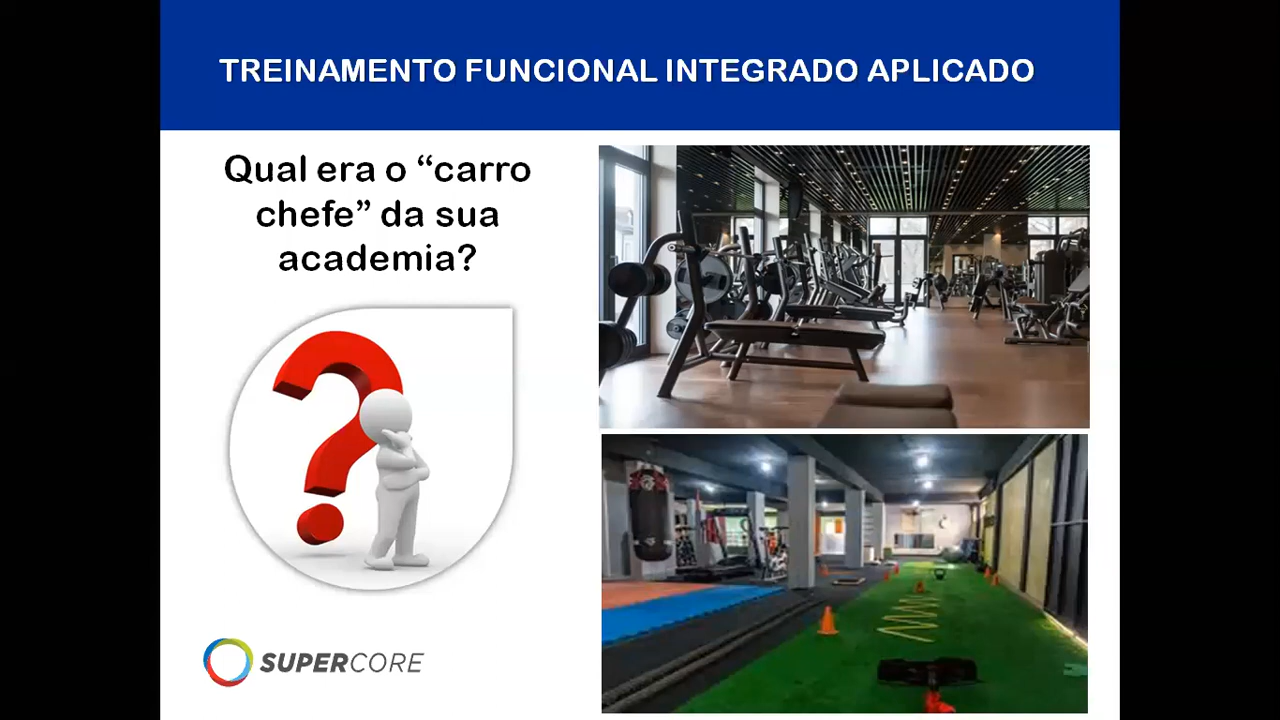 TREINAMENTO FUNCIONAL INTEGRADO APLICADO
Qual era o “carro
chefe” da sua
academia?
SUPERCORE